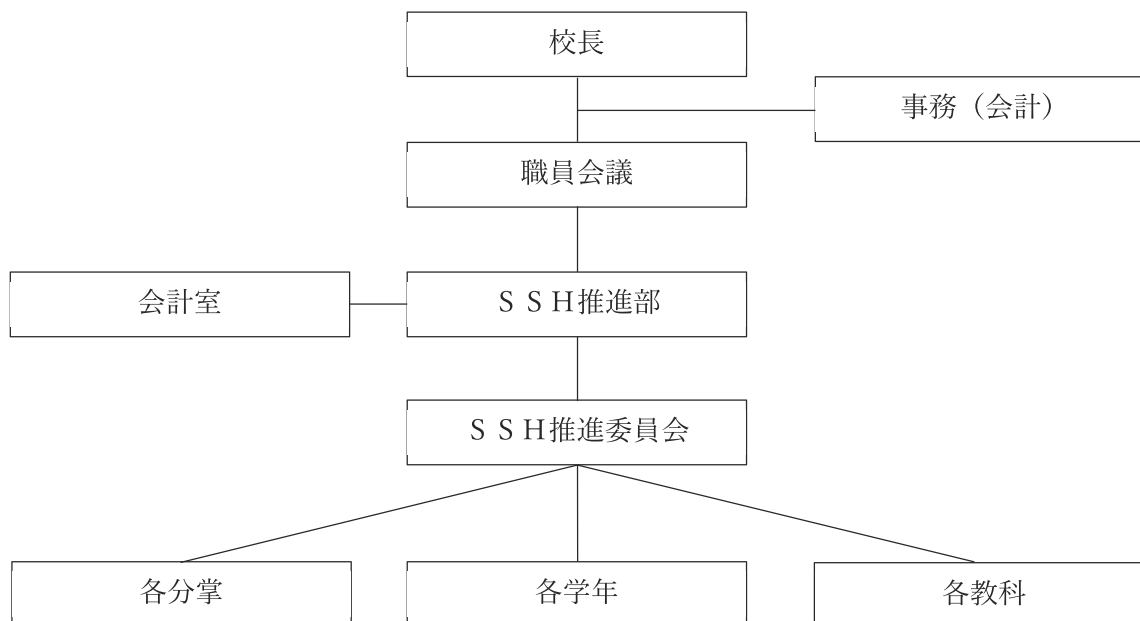 校長
事務（会計）
職員会議
会計室
ＳＳＨ推進部
ＳＳＨ推進委員会
各分掌
各学年
各教科